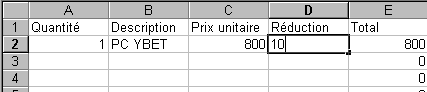 A B C D E
1 Quantité Description Prix unitaire Réduction Total
2 1 PC YBET 800 10 800
3 0
4 0